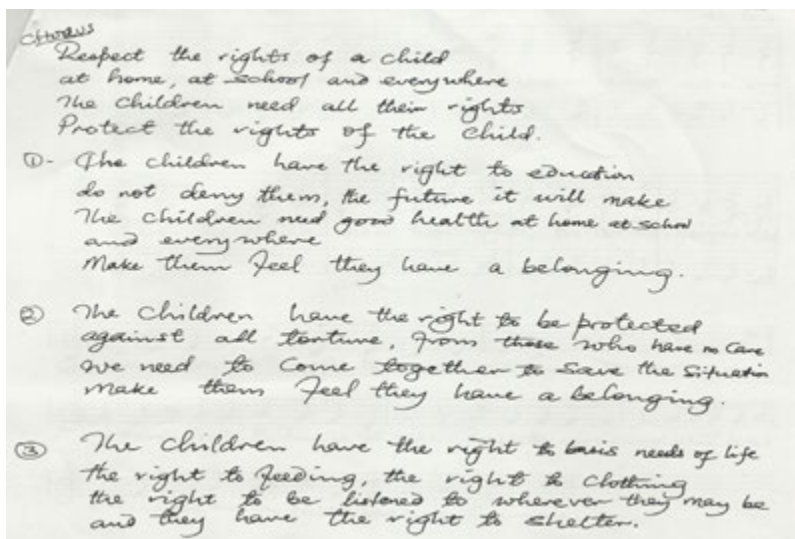 Chorus
Respect the rights of a child
at home, at school and everywhere
The children need all their rights
Protect the rights of the child.
①- The children have the right to education
do not deny them, the future it will make
The children need good health at home at school
and everywhere
Make them feel they have a belonging.
② The children have the right to be protected
against all torture, from those who have no care
we need to come together to save the situation
make them feel they have a belonging.
③ The children have the right to basis needs of life
the right to feeding, the right to clothing
the right to be listened to wherever they may be
and they have the right to shelter.